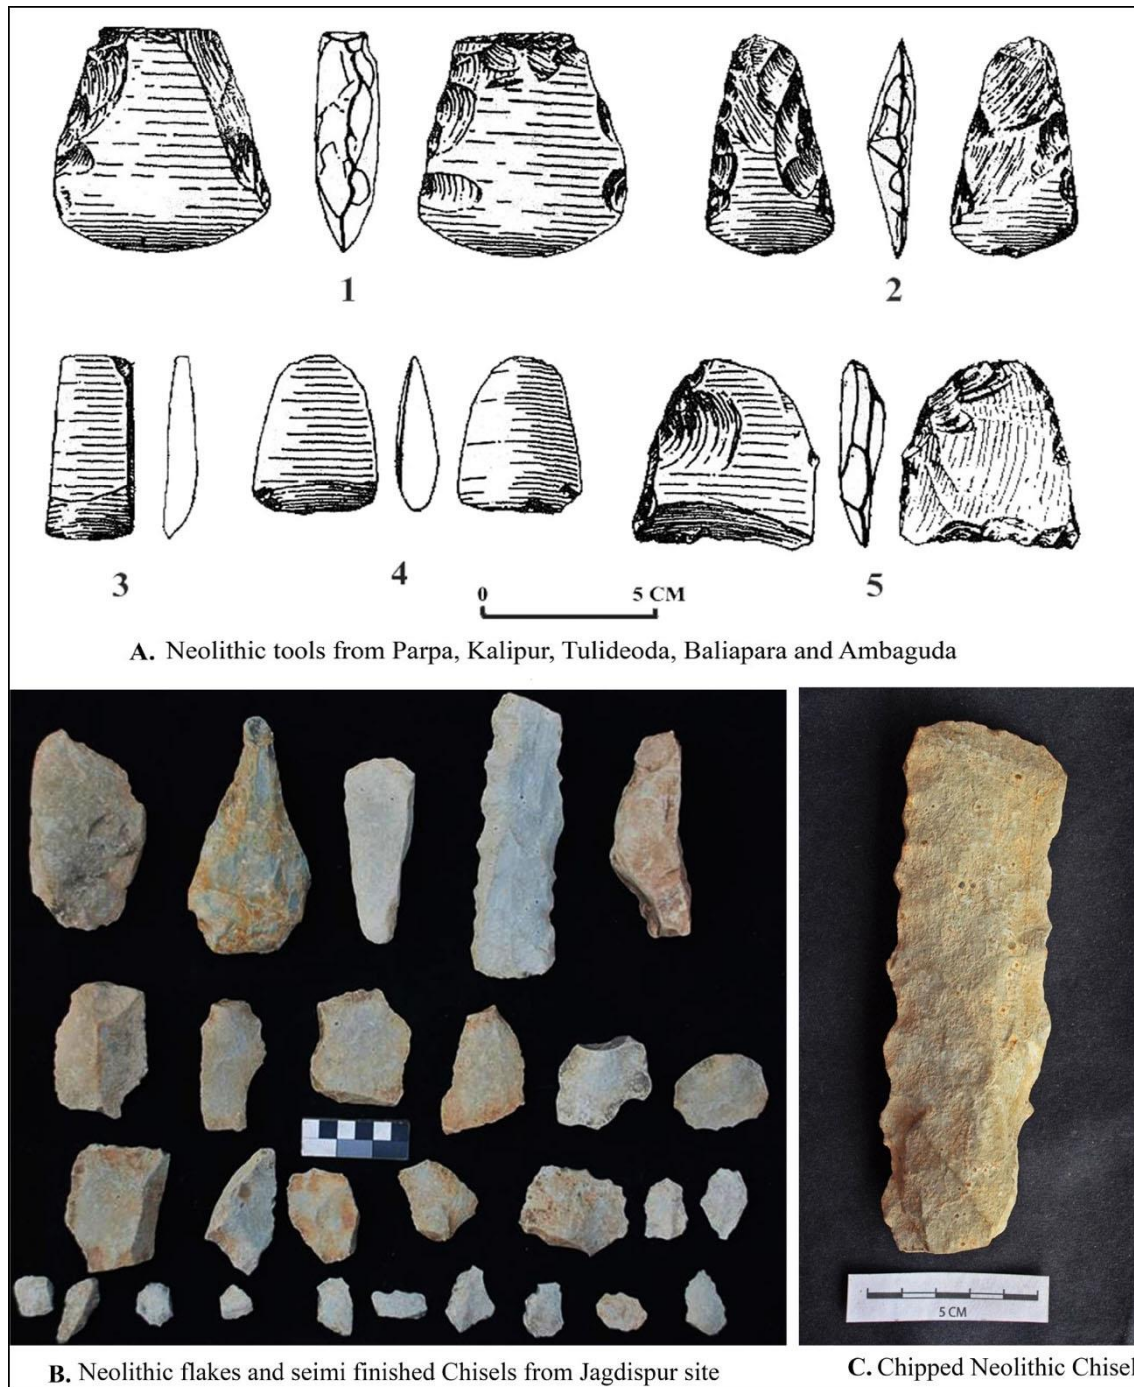 1
2
3
4
5
0 5 CM
A. Neolithic tools from Parpa, Kalipur, Tulideoda, Baliapara and Ambaguda
5 CM
B. Neolithic flakes and seimi finished Chisels from Jagdispur site
C. Chipped Neolithic Chisel